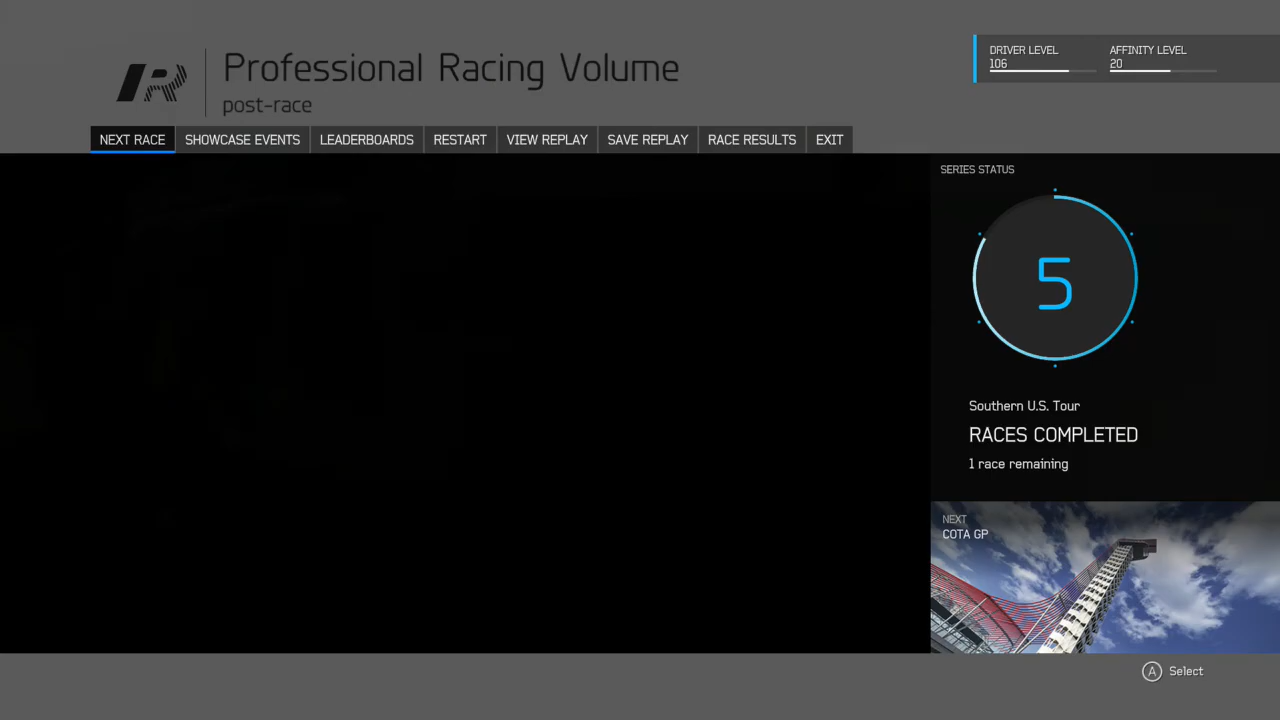 Professional Racing Volume
post-race
DRIVER LEVEL
106
AFFINITY LEVEL
20
NEXT RACE
SHOWCASE EVENTS
LEADERBOARDS
RESTART
VIEW REPLAY
SAVE REPLAY
RACE RESULTS
EXIT
SERIES STATUS
5
Southern U.S. Tour
RACES COMPLETED
1 race remaining
NEXT
COTA GP
A Select